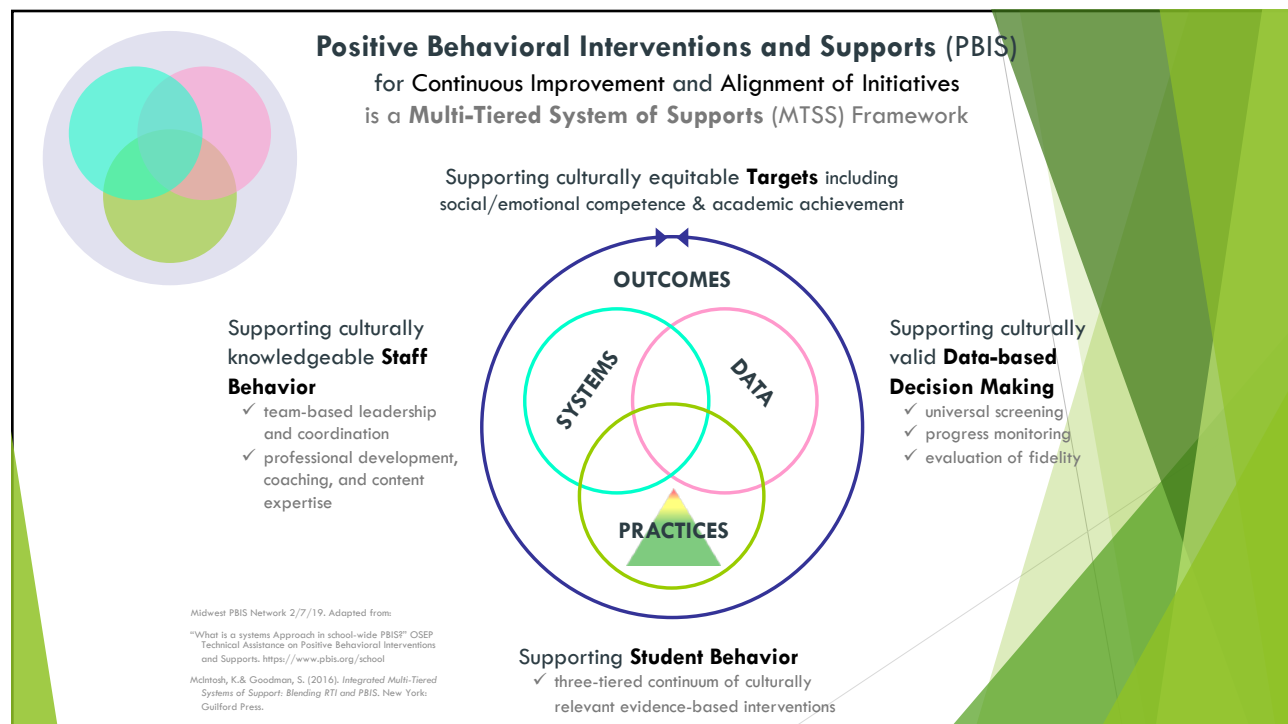 Positive Behavioral Interventions and Supports (PBIS)
for Continuous Improvement and Alignment of Initiatives
is a Multi-Tiered System of Supports (MTSS) Framework
Supporting culturally equitable Targets including
social/emotional competence & academic achievement
OUTCOMES
Supporting culturally
knowledgeable Staff
Behavior
✓ team-based leadership
and coordination
✓ professional development,
coaching, and content
expertise
SYSTEMS
DATA
PRACTICES
Supporting culturally
valid Data-based
Decision Making
✓ universal screening
✓ progress monitoring
✓ evaluation of fidelity
Midwest PBIS Network 2/7/19. Adapted from:
“What is a systems Approach in school-wide PBIS?” OSEP
Technical Assistance on Positive Behavioral Interventions
and Supports. https://www.pbis.org/school
McIntosh, K.& Goodman, S. (2016). Integrated Multi-Tiered
Systems of Support: Blending RTI and PBIS. New York:
Guilford Press.
Supporting Student Behavior
✓ three-tiered continuum of culturally
relevant evidence-based interventions